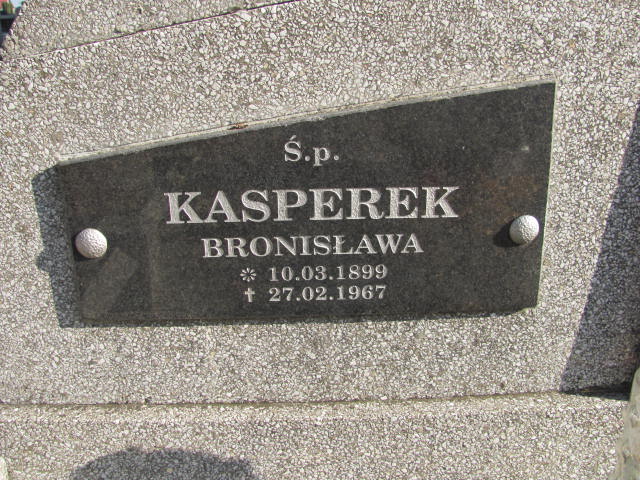 Ś.p.
KASPEREK
BRONISŁAWA
* 10.03.1899
† 27.02.1967